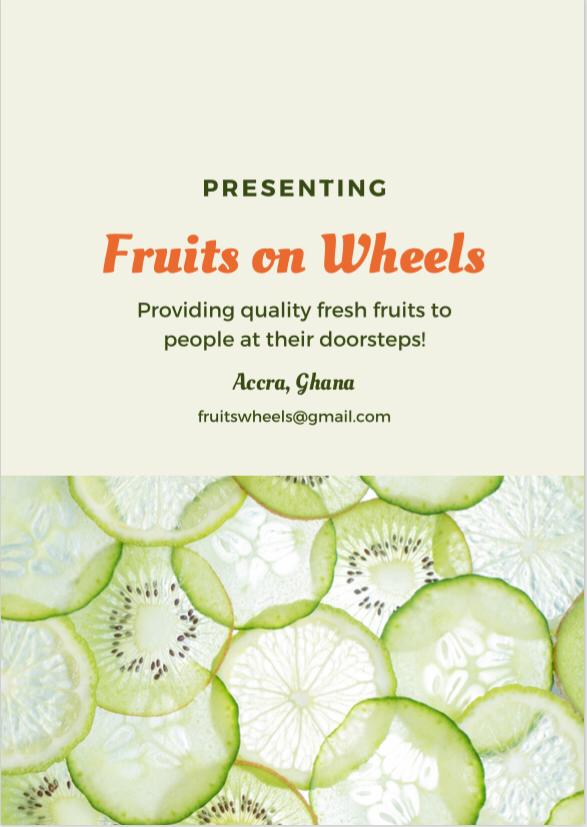 PRESENTING
Fruits on Wheels
Providing quality fresh fruits to
people at their doorsteps!
Accra, Ghana
fruitswheels@gmail.com